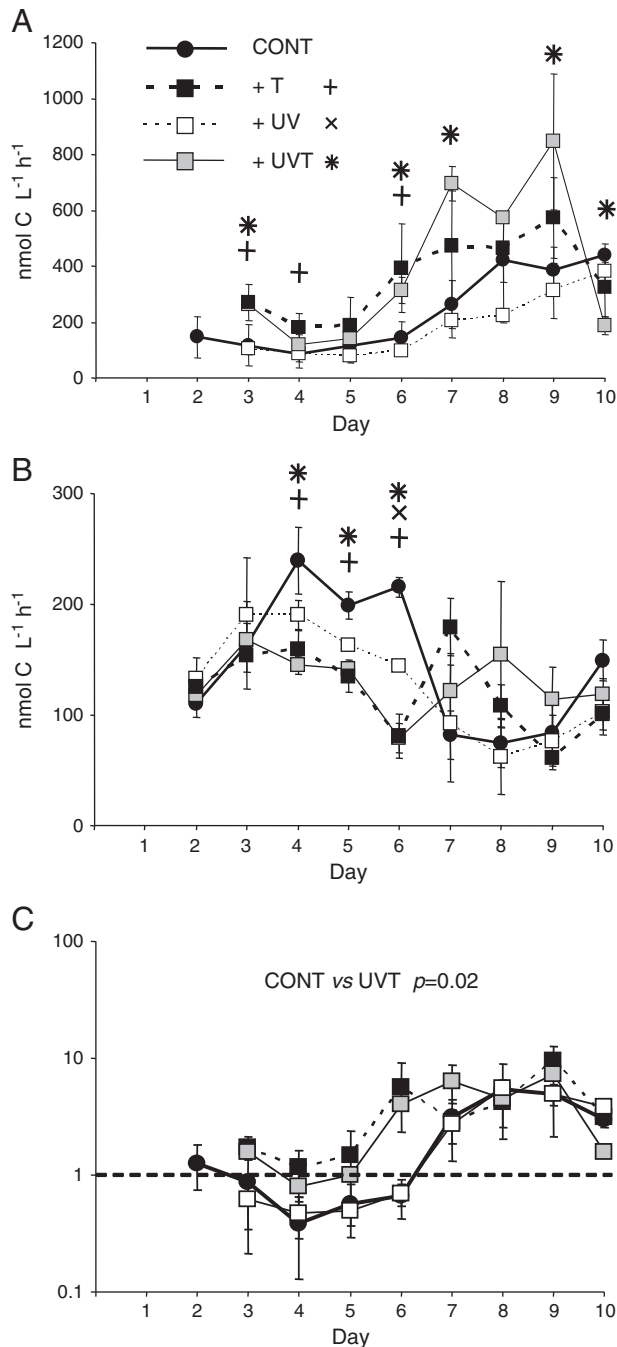 A
1200
1000
800
600
400
200
0
nmol C L-1 h-1
CONT
+ T +
+ UV ×
+ UVT *
* * * * *
+ + +
1 2 3 4 5 6 7 8 9 10
Day
B
300
200
100
0
nmol C L-1 h-1
* * *
×
+ + +
1 2 3 4 5 6 7 8 9 10
Day
C
100
10
1
0.1
CONT vs UVT p=0.02
1 2 3 4 5 6 7 8 9 10
Day